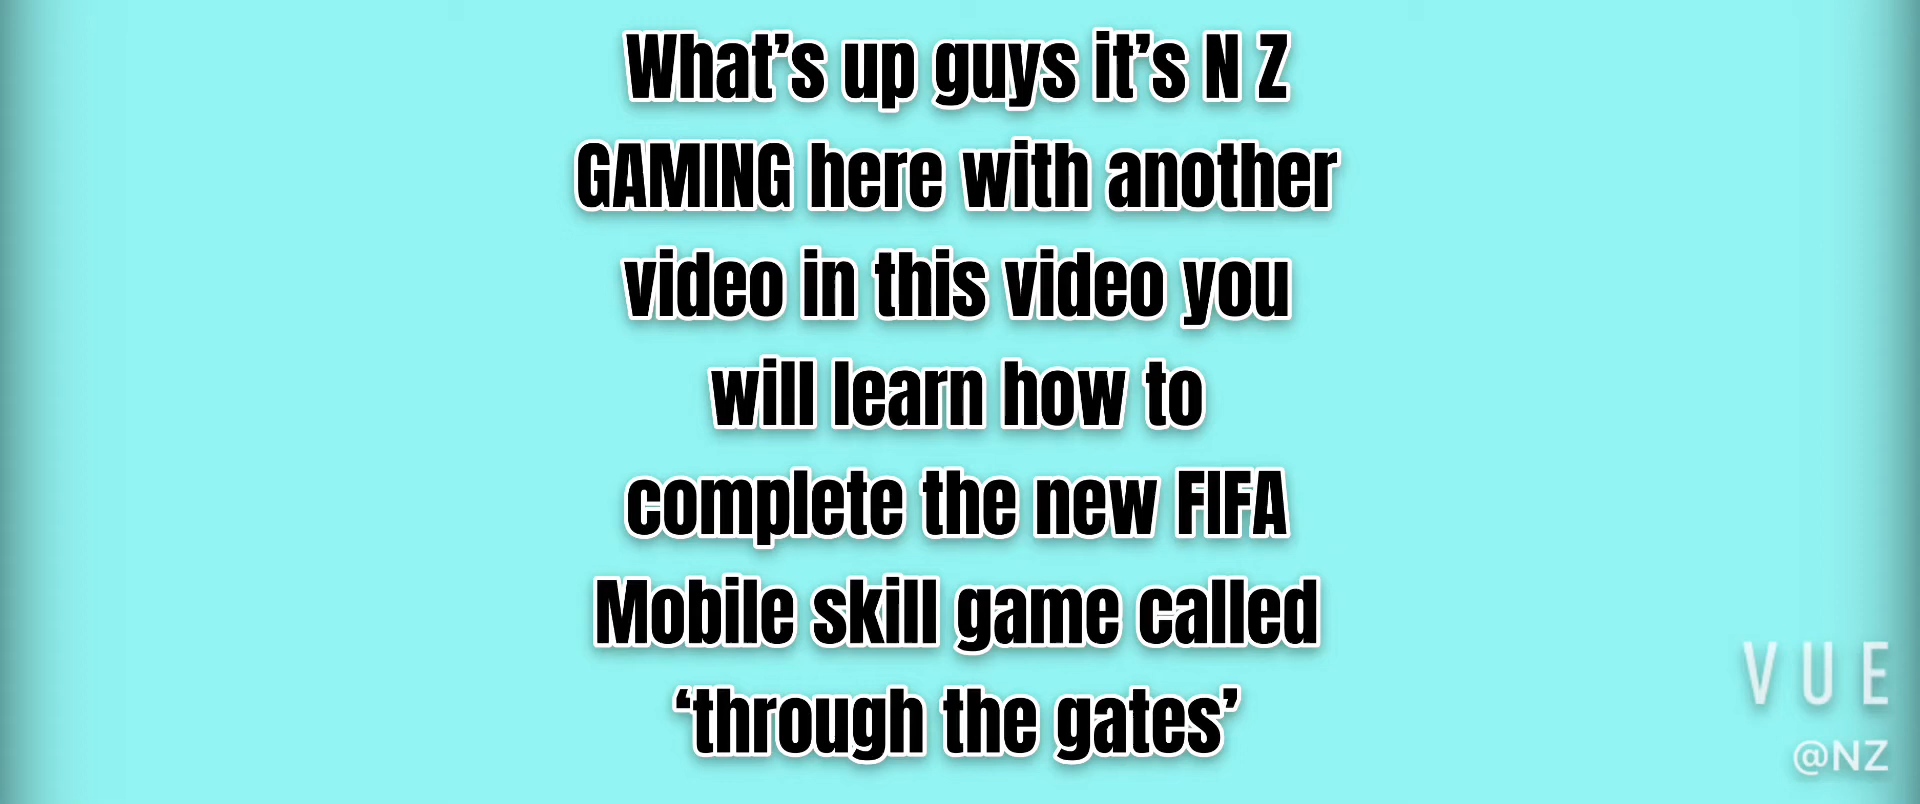 What’s up guys it’s N Z
GAMING here with another
video in this video you
will learn how to
complete the new FIFA
Mobile skill game called
‘through the gates’
VUE
@NZ